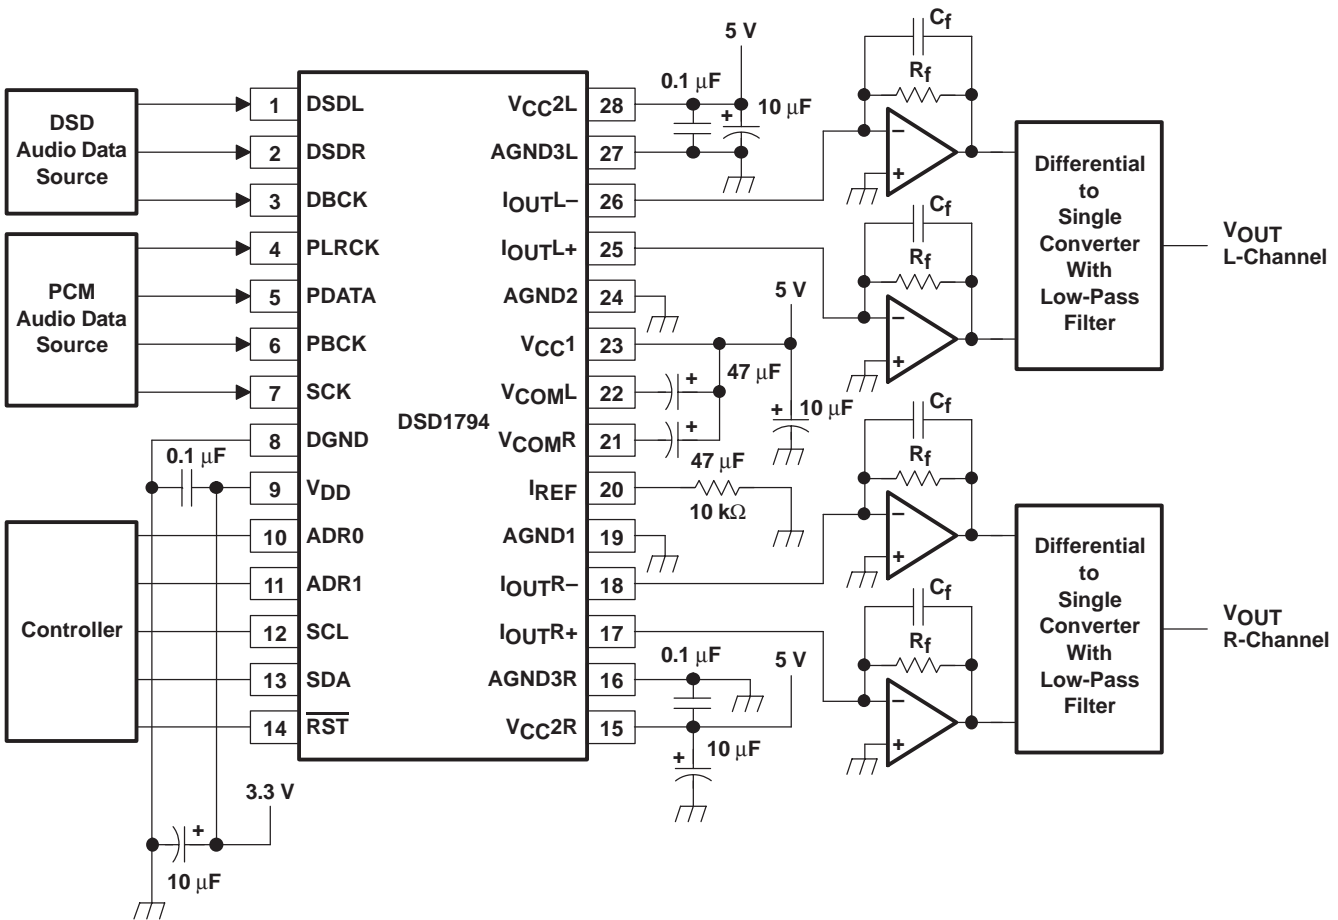 DSD
Audio Data
Source
PCM
Audio Data
Source
Controller
1 DSDL
2 DSDR
3 DBCK
4 PLRCK
5 PDATA
6 PBCK
7 SCK
8 DGND
9 VDD
10 ADR0
11 ADR1
12 SCL
13 SDA
14 RST
0.1 μF
3.3 V
+
10 μF
DSD1794
VCC2L 28
AGND3L 27
IOUTL– 26
IOUTL+ 25
AGND2 24
VCC1 23
VCOML 22
VCOMR 21
IREF 20
AGND1 19
IOUTR– 18
IOUTR+ 17
AGND3R 16
VCC2R 15
5 V
0.1 μF
+
10 μF
5 V
47 μF
+
+
+
10 μF
47 μF
10 kΩ
0.1 μF
5 V
10 μF
+
Cf
Rf
–
+
Cf
Rf
–
+
Cf
Rf
–
+
Cf
Rf
–
+
Differential
to
Single
Converter
With
Low-Pass
Filter
VOUT
L-Channel
Differential
to
Single
Converter
With
Low-Pass
Filter
VOUT
R-Channel